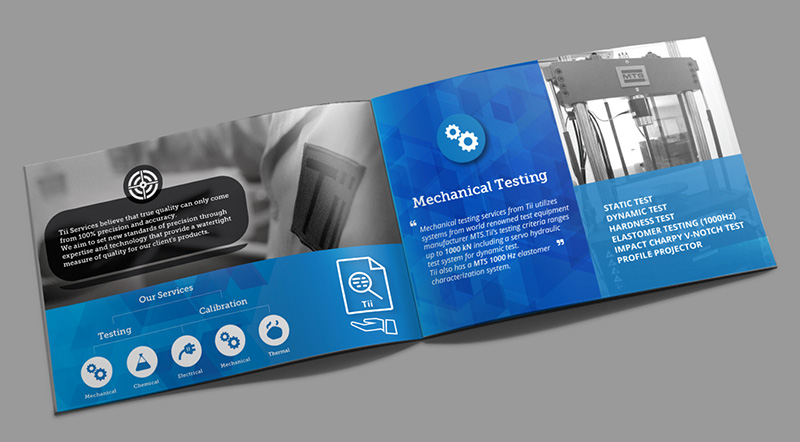 Tii Services believe that true quality can only come
from 100% precision and accuracy.
We aim to set new standards of precision through
expertise and technology that provide a watertight
measure of quality for our client's products.
Our Services
Testing
Calibration
Mechanical
Chemical
Electrical
Mechanical
Thermal
Tii
Mechanical Testing
“ Mechanical testing services from Tii utilizes
systems from world renowned test equipment
manufacturer MTS.Tii's testing criteria ranges
up to 1000 kN including a servo hydraulic
test system for dynamic test.
Tii also has a MTS 1000 Hz elastomer ”
characterization system.
MTS
STATIC TEST
DYNAMIC TEST
HARDNESS TEST
ELASTOMER TESTING (1000Hz)
IMPACT CHARPY V-NOTCH TEST
PROFILE PROJECTOR